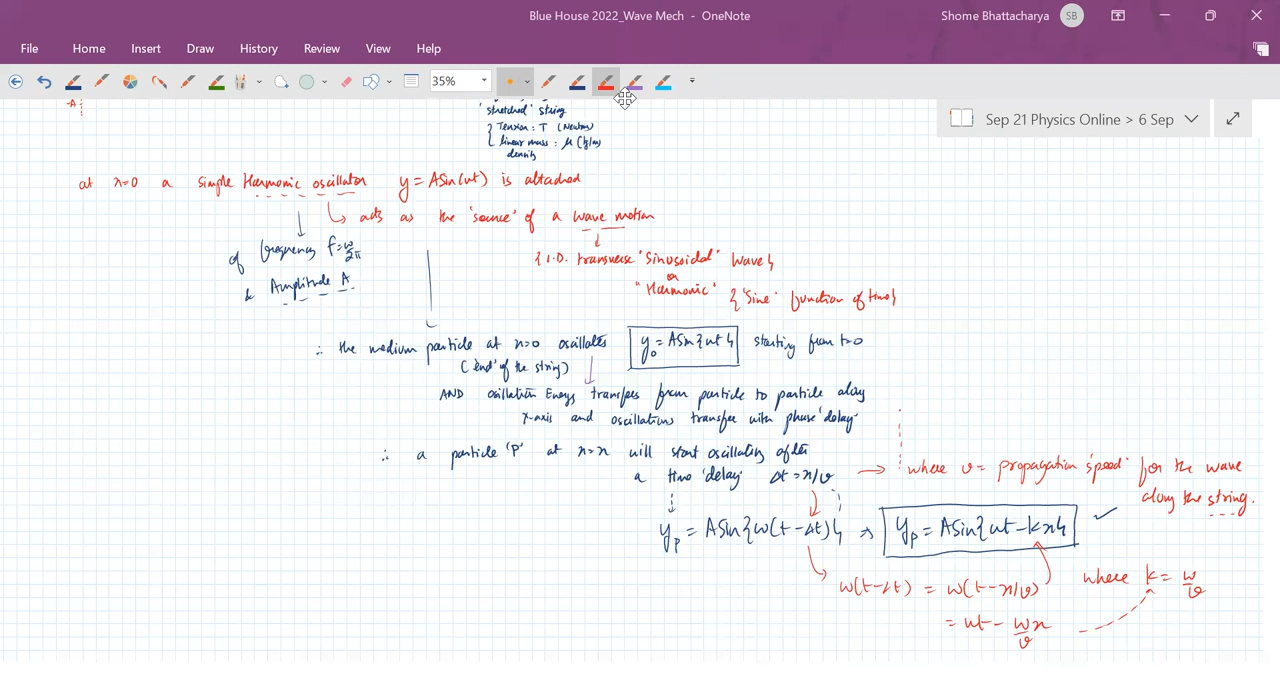 Blue House 2022_Wave Mech - OneNote
Shome Bhattacharya
SB
File Home Insert Draw History Review View Help
35%
Sep 21 Physics Online > 6 Sep
-A
'stretched' string
{ Tension : T (Newton)
{ linear mass : μ (kg/m)
density
at x=0 a simple Harmonic oscillator y = ASin(ωt) is attached
↳ acts as the 'source' of a wave motion
of frequency f = ω/2π
& Amplitude A
{ 1.D. transverse "Sinusoidal" wave}
or
"Harmonic" {'Sine' function of time}
∴ the medium particle at x=0 oscillates y₀ = ASin{ωt} starting from t=0
('end' of the string)
AND oscillation Energy transfers from particle to particle along
x-axis and oscillations transfer with phase 'delay'
∴ a particle 'P' at x=x will start oscillating after
a time 'delay' Δt = x/v → where v = propagation 'speed' for the wave
along the string.
yₚ = ASin{ω(t-Δt)} ⇒ yₚ = ASin{ωt - kx} ✓
ω(t-Δt) = ω(t-x/v) where k = ω/v
= ωt - ω/v x